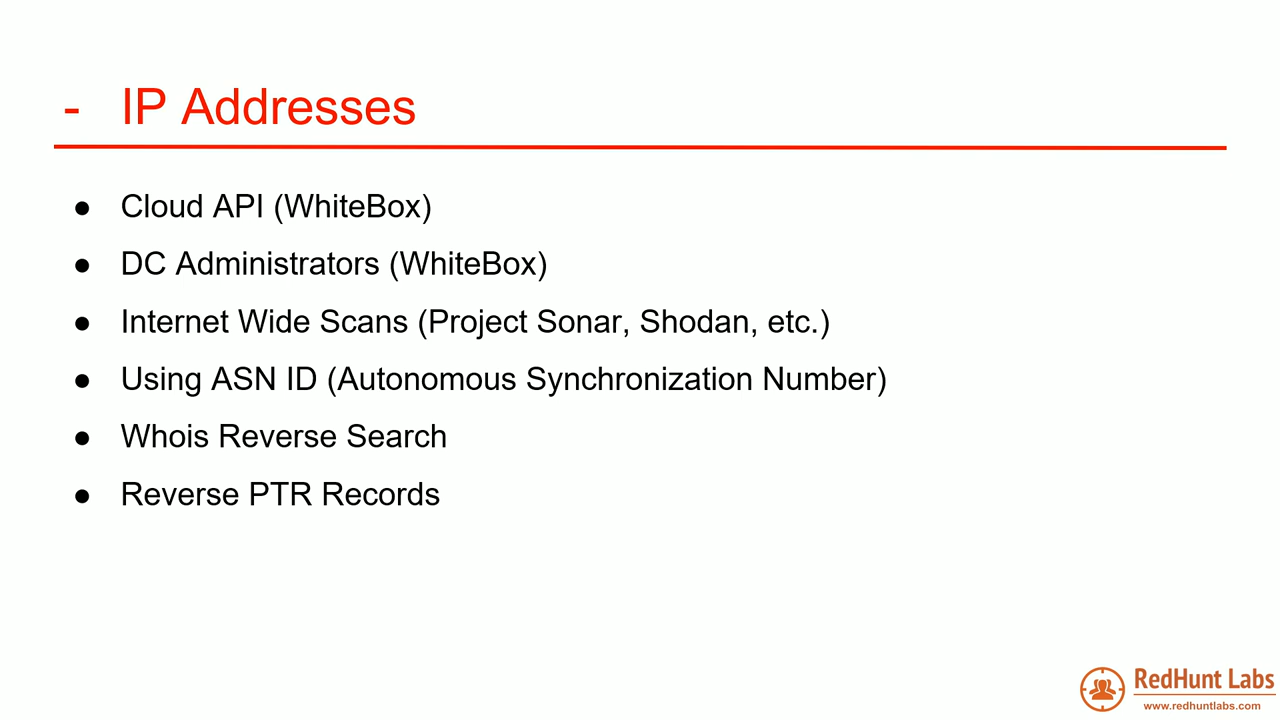 - IP Addresses
● Cloud API (WhiteBox)
● DC Administrators (WhiteBox)
● Internet Wide Scans (Project Sonar, Shodan, etc.)
● Using ASN ID (Autonomous Synchronization Number)
● Whois Reverse Search
● Reverse PTR Records
RedHunt Labs
www.redhuntlabs.com